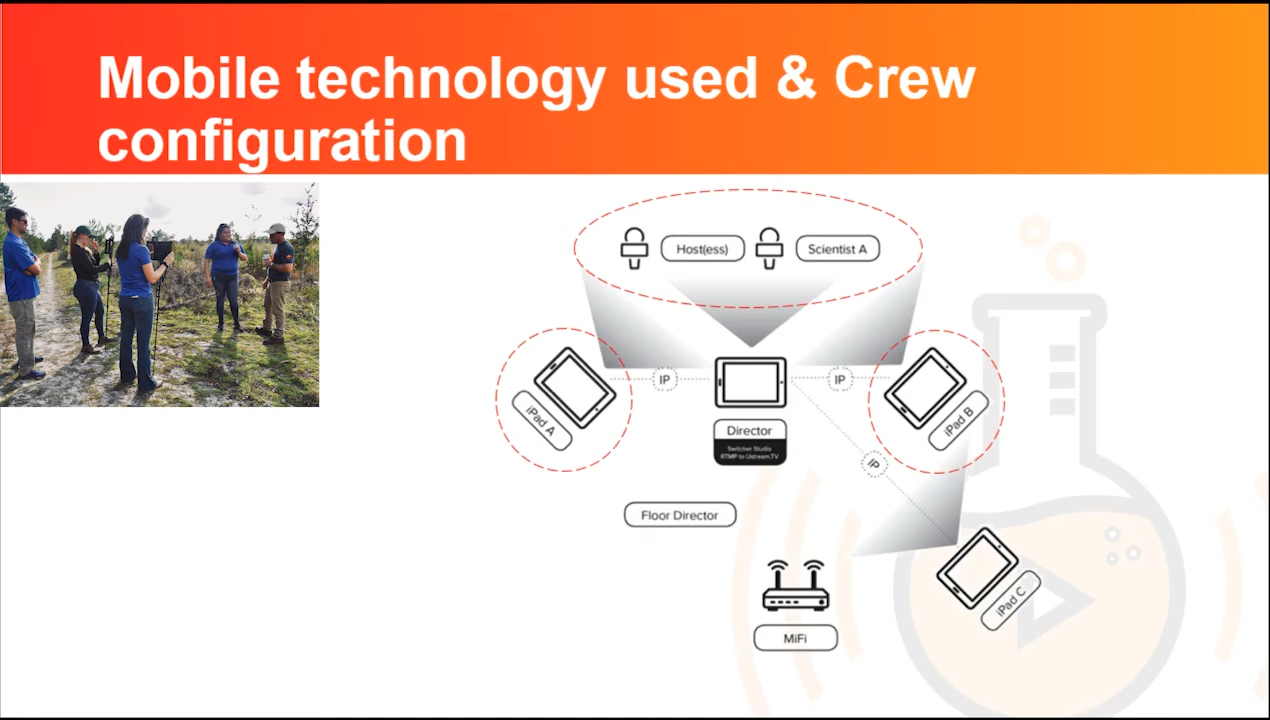 Mobile technology used & Crew
configuration
Host(ess)
Scientist A
IP
IP
iPad A
Director
Switcher Studio
RTMP to Ustream.TV
iPad B
IP
Floor Director
iPad C
MiFi